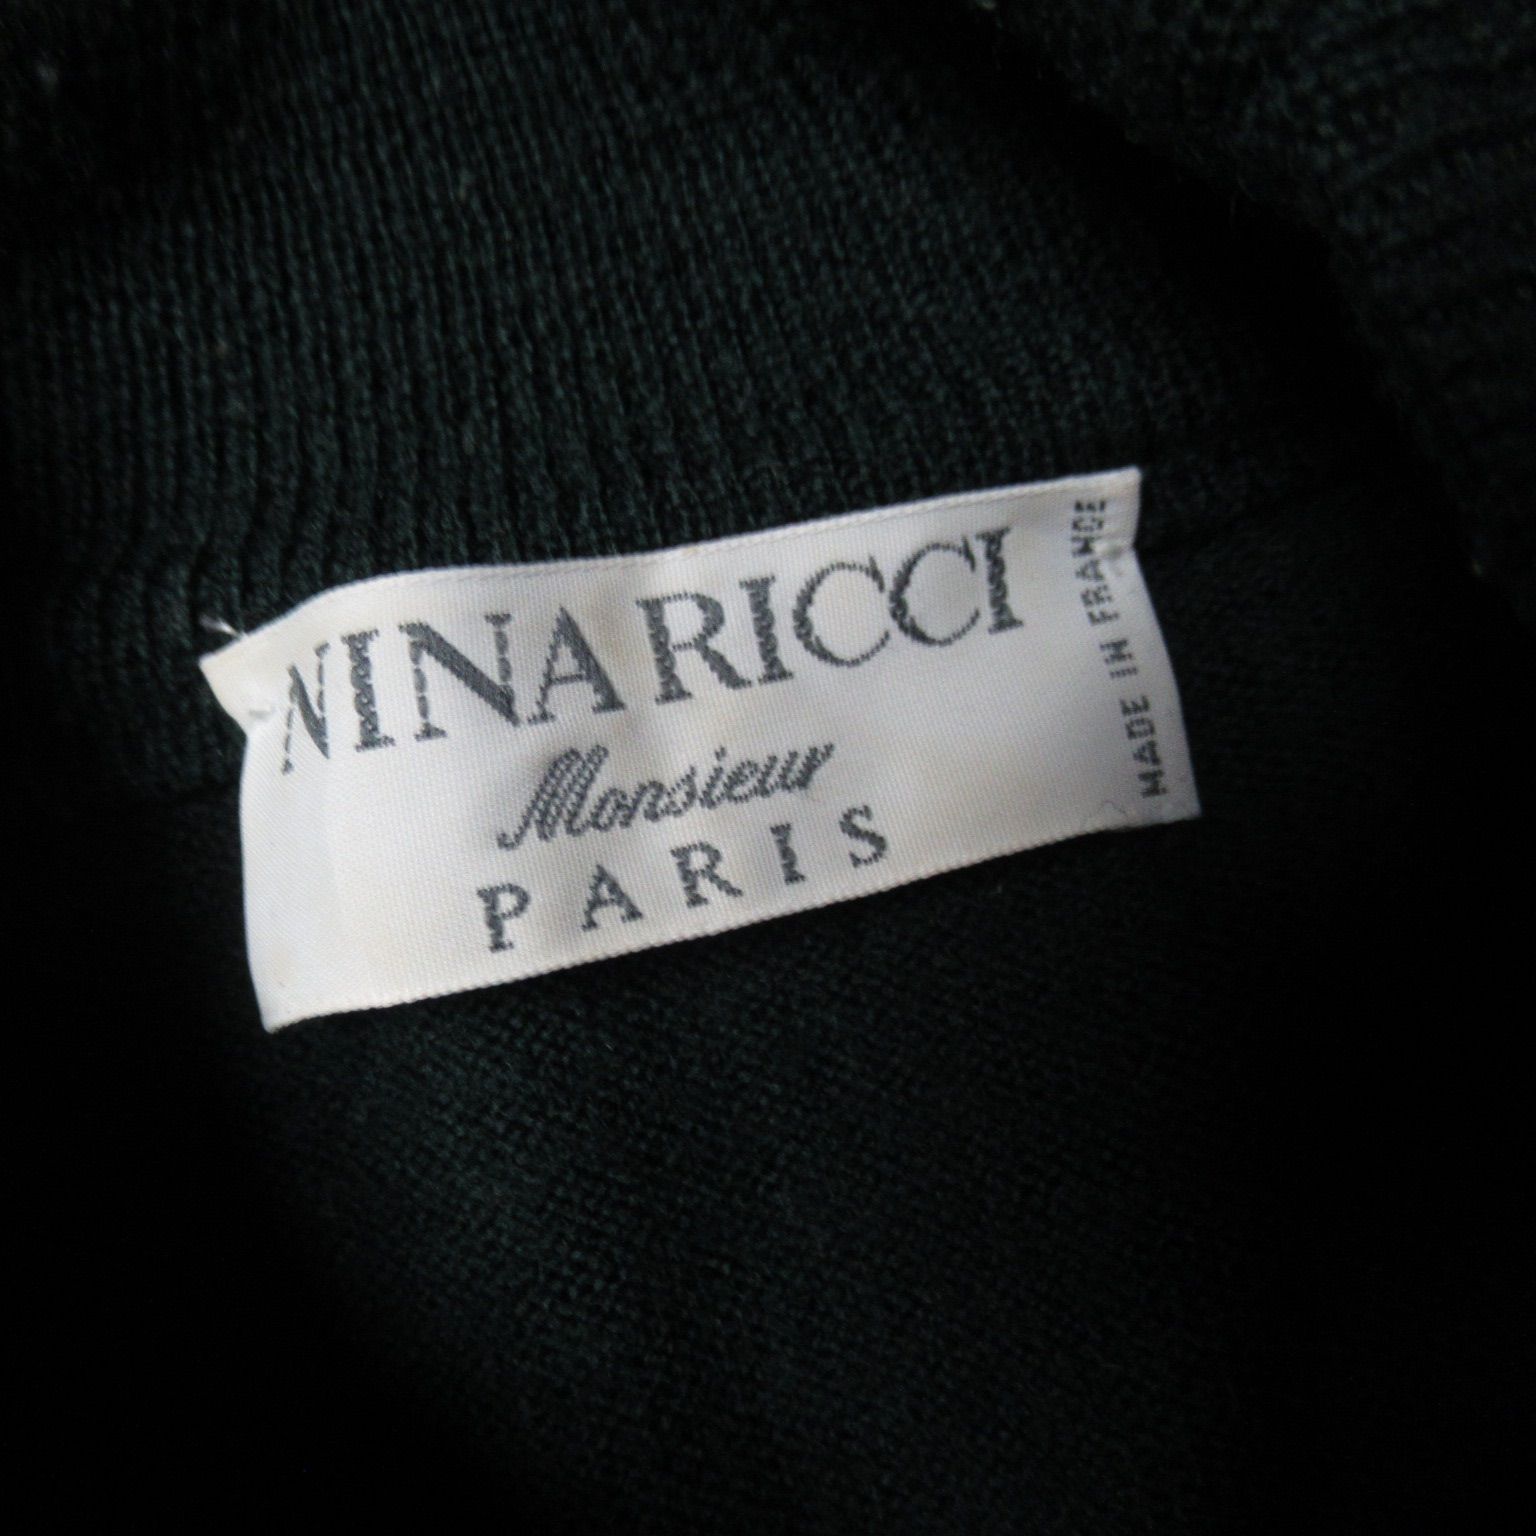 NINA RICCI
Monsieur
PARIS
MADE IN FRANCE